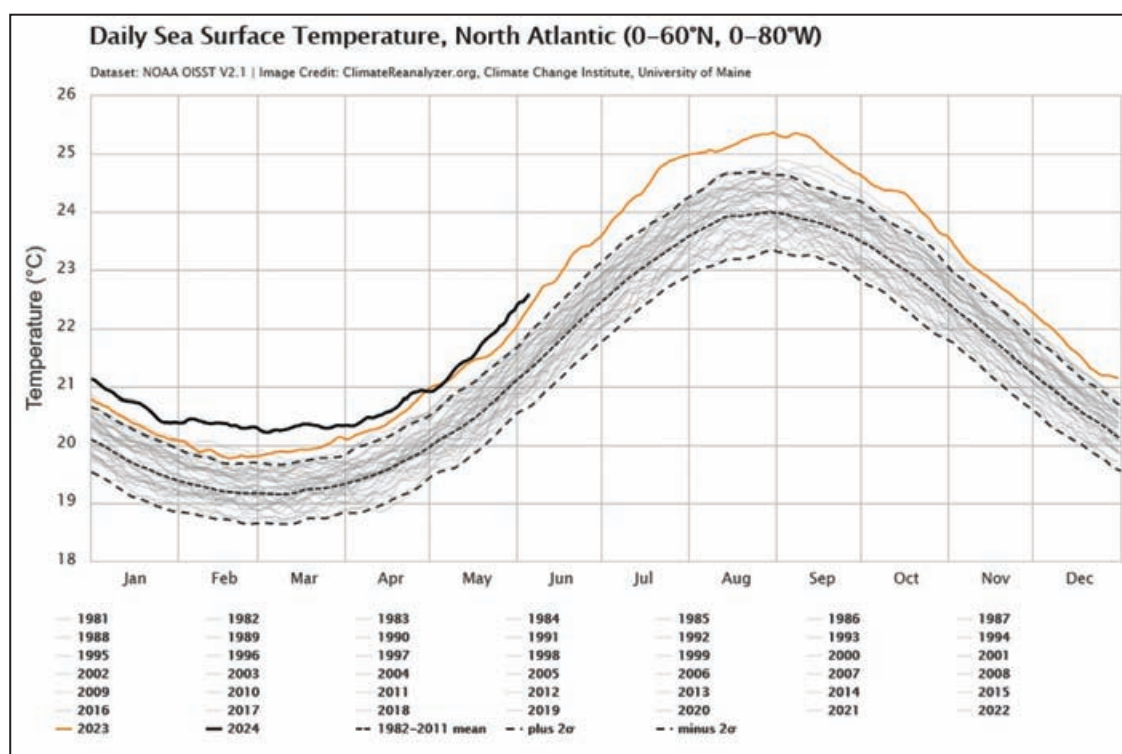 Daily Sea Surface Temperature, North Atlantic (0–60°N, 0–80°W)
Dataset: NOAA OISST V2.1 | Image Credit: ClimateReanalyzer.org, Climate Change Institute, University of Maine
Temperature (°C)
26
25
24
23
22
21
20
19
18
Jan Feb Mar Apr May Jun Jul Aug Sep Oct Nov Dec
1981 1982 1983 1984 1985 1986 1987
1988 1989 1990 1991 1992 1993 1994
1995 1996 1997 1998 1999 2000 2001
2002 2003 2004 2005 2006 2007 2008
2009 2010 2011 2012 2013 2014 2015
2016 2017 2018 2019 2020 2021 2022
2023 2024 1982–2011 mean plus 2σ minus 2σ